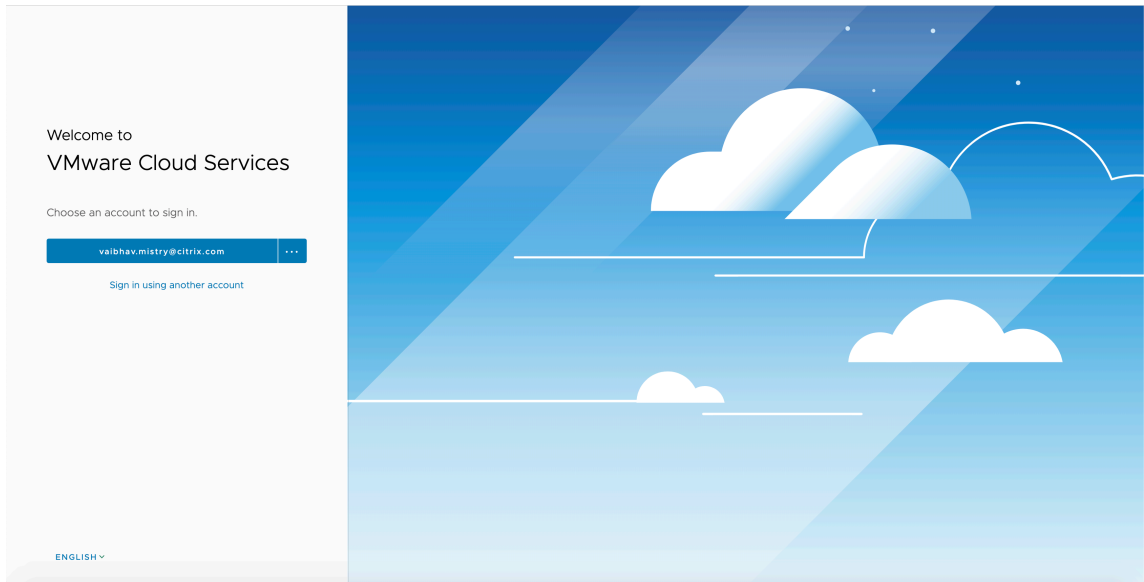 Welcome to
VMware Cloud Services
Choose an account to sign in.
vaibhav.mistry@citrix.com ...
Sign in using another account
ENGLISH